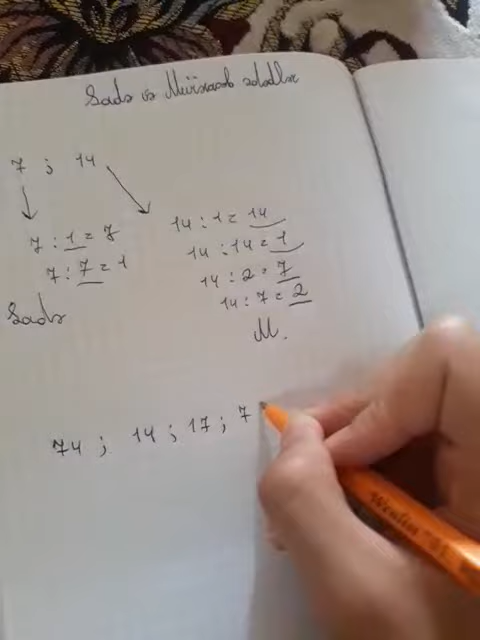 Sadə və Mürəkkəb ədədlər
7 ; 14
7 : 1 = 7
7 : 7 = 1
Sadə
14 : 1 = 14
14 : 14 = 1
14 : 2 = 7
14 : 7 = 2
M.
74 ; 14 ; 17 ; 7